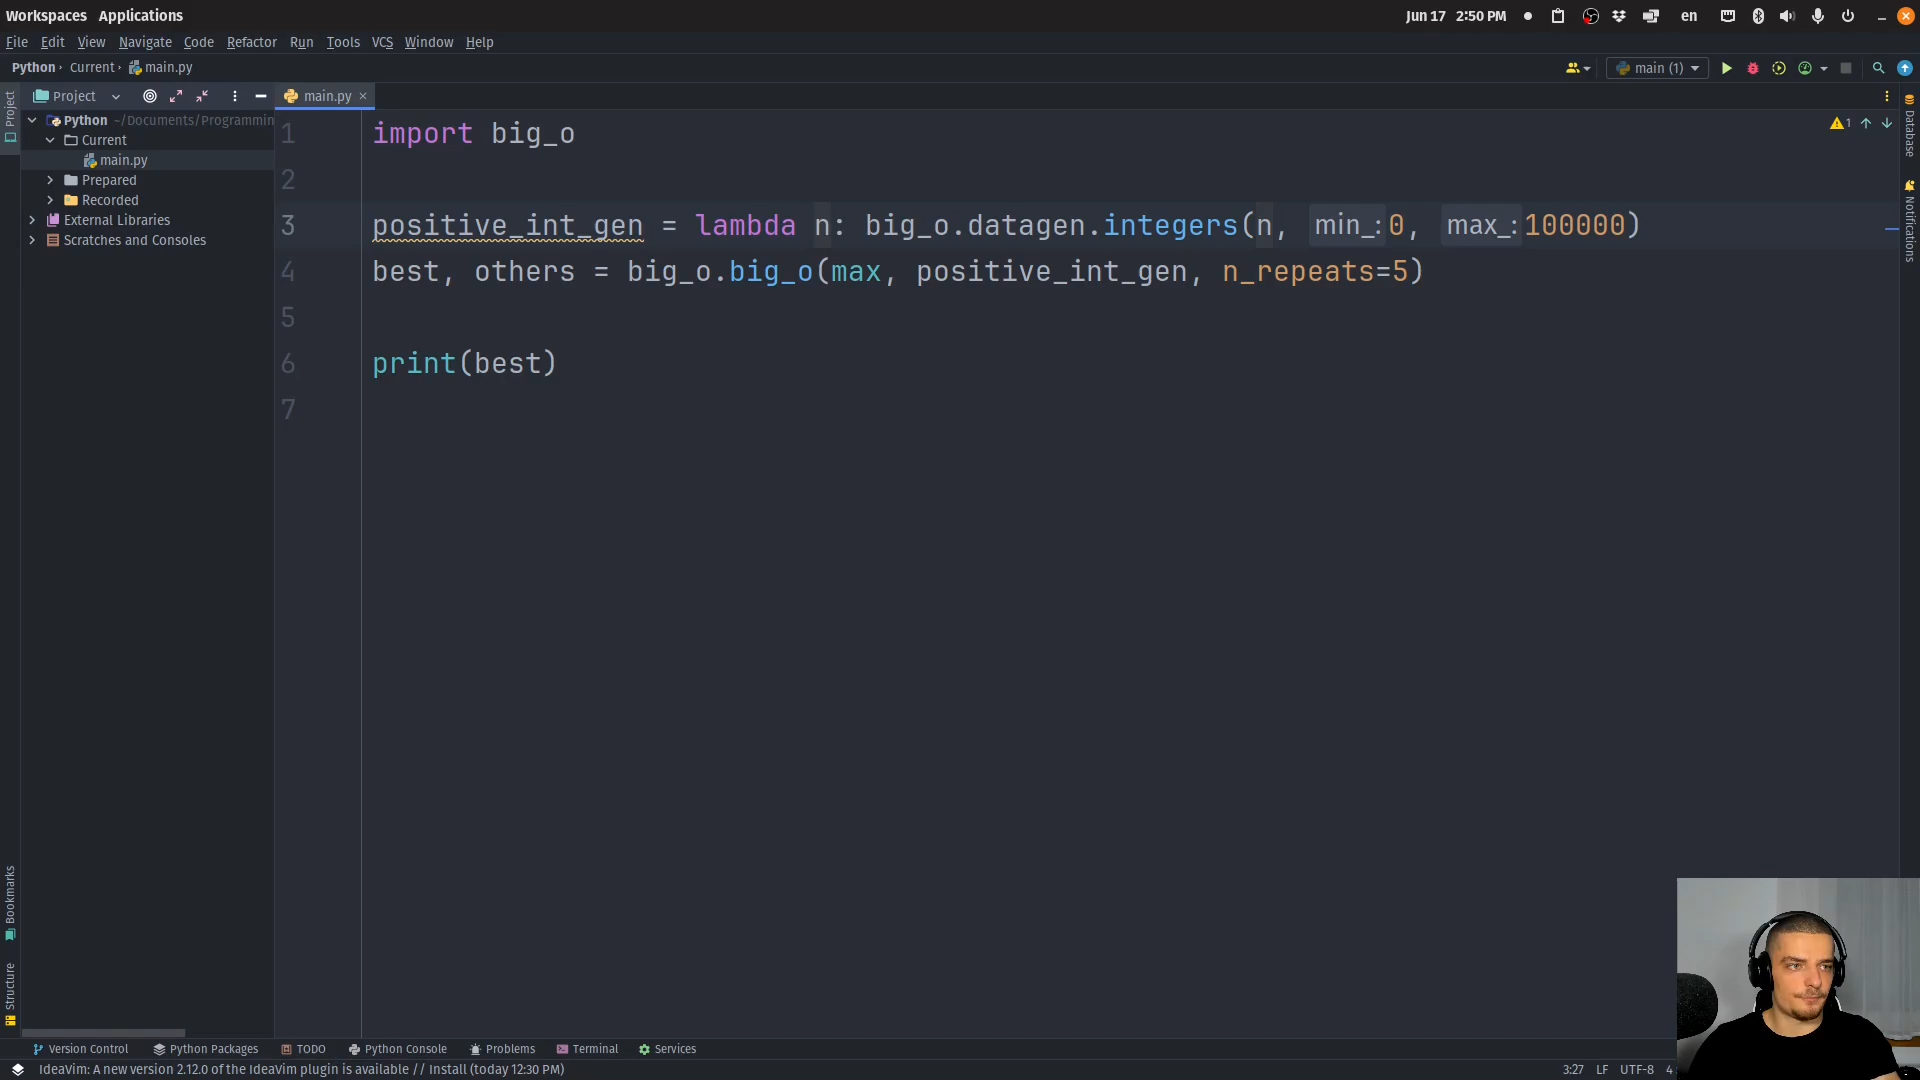 Workspaces Applications
Jun 17 2:50 PM
en
File Edit View Navigate Code Refactor Run Tools VCS Window Help
Python › Current › main.py
main (1)
Project
main.py
Python ~/Documents/Programmin
Current
main.py
Prepared
Recorded
External Libraries
Scratches and Consoles
1 import big_o
2
3 positive_int_gen = lambda n: big_o.datagen.integers(n, min_: 0, max_: 100000)
4 best, others = big_o.big_o(max, positive_int_gen, n_repeats=5)
5
6 print(best)
7
1
Project
Bookmarks
Structure
Database
Notifications
Version Control Python Packages TODO Python Console Problems Terminal Services
IdeaVim: A new version 2.12.0 of the IdeaVim plugin is available // Install (today 12:30 PM)
3:27 LF UTF-8 4